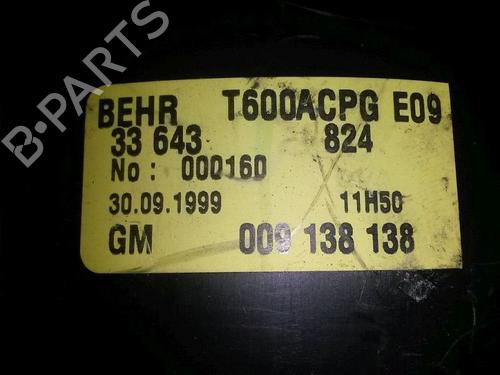 B-PARTS
BEHR T600ACPG E09
33 643 824
No : 000160
30.09.1999 11H50
GM 009 138 138